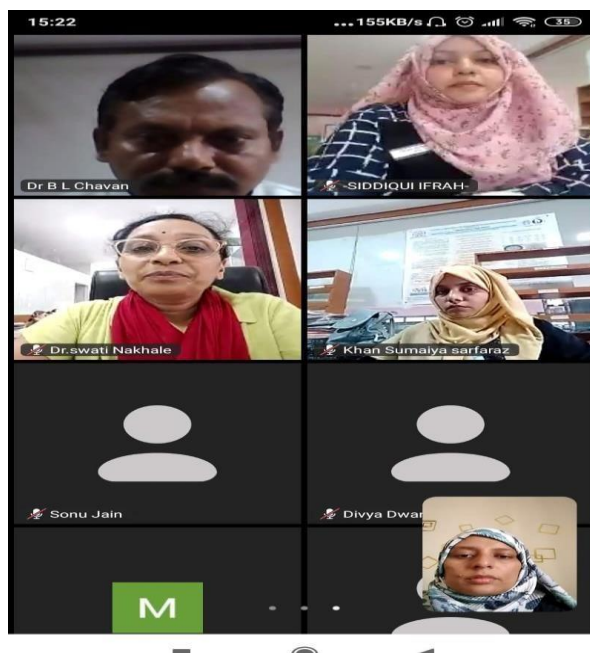 15:22
...155KB/s
35
Dr B L Chavan
-SIDDIQUI IFRAH-
Dr.swati Nakhale
Khan Sumaiya sarfaraz
Sonu Jain
Divya Dwar
M